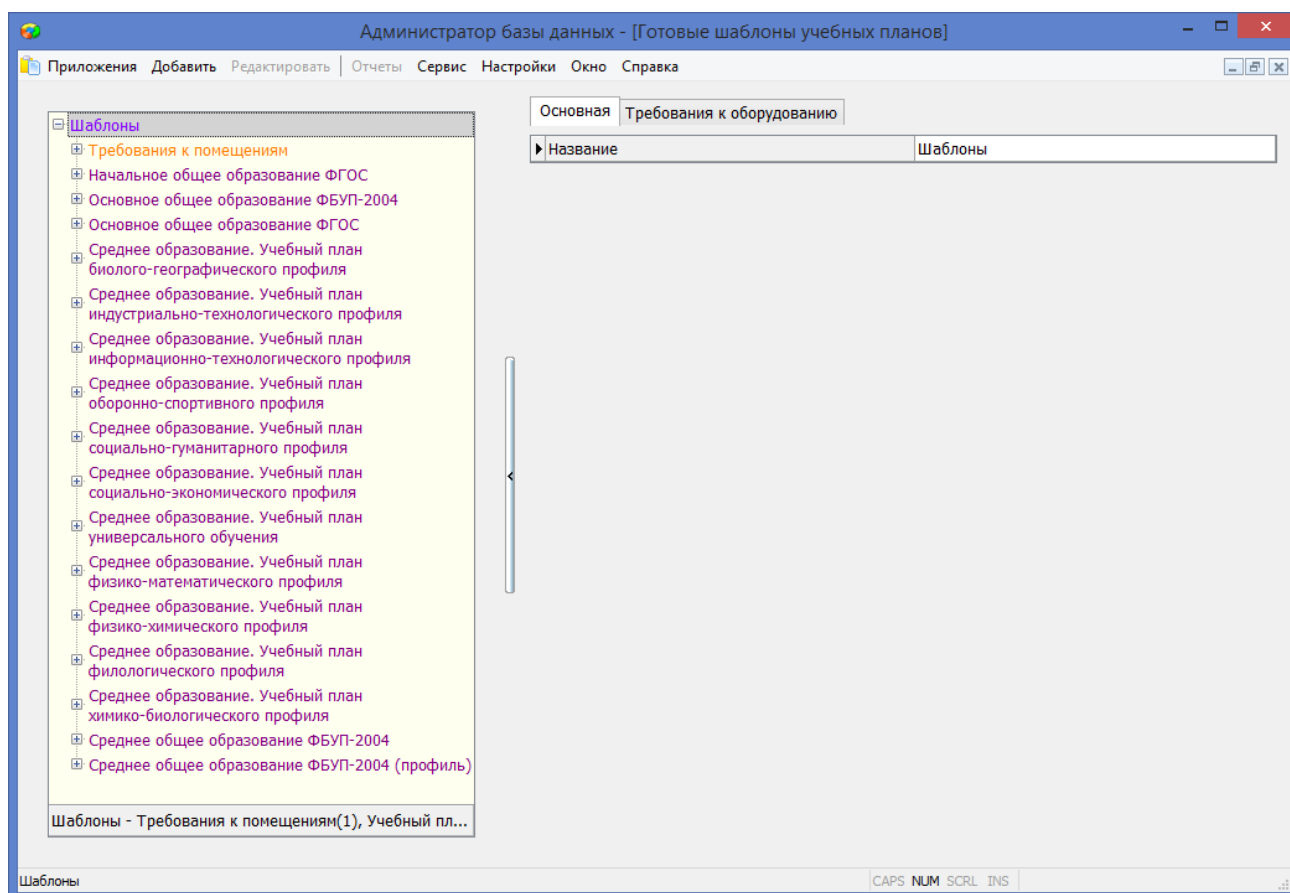 Администратор базы данных - [Готовые шаблоны учебных планов]
Приложения Добавить Редактировать Отчеты Сервис Настройки Окно Справка
Шаблоны
Требования к помещениям
Начальное общее образование ФГОС
Основное общее образование ФБУП-2004
Основное общее образование ФГОС
Среднее образование. Учебный план
биолого-географического профиля
Среднее образование. Учебный план
индустриально-технологического профиля
Среднее образование. Учебный план
информационно-технологического профиля
Среднее образование. Учебный план
оборонно-спортивного профиля
Среднее образование. Учебный план
социально-гуманитарного профиля
Среднее образование. Учебный план
социально-экономического профиля
Среднее образование. Учебный план
универсального обучения
Среднее образование. Учебный план
физико-математического профиля
Среднее образование. Учебный план
физико-химического профиля
Среднее образование. Учебный план
филологического профиля
Среднее образование. Учебный план
химико-биологического профиля
Среднее общее образование ФБУП-2004
Среднее общее образование ФБУП-2004 (профиль)
Шаблоны - Требования к помещениям(1), Учебный пл...
Основная Требования к оборудованию
Название Шаблоны
Шаблоны CAPS NUM SCRL INS